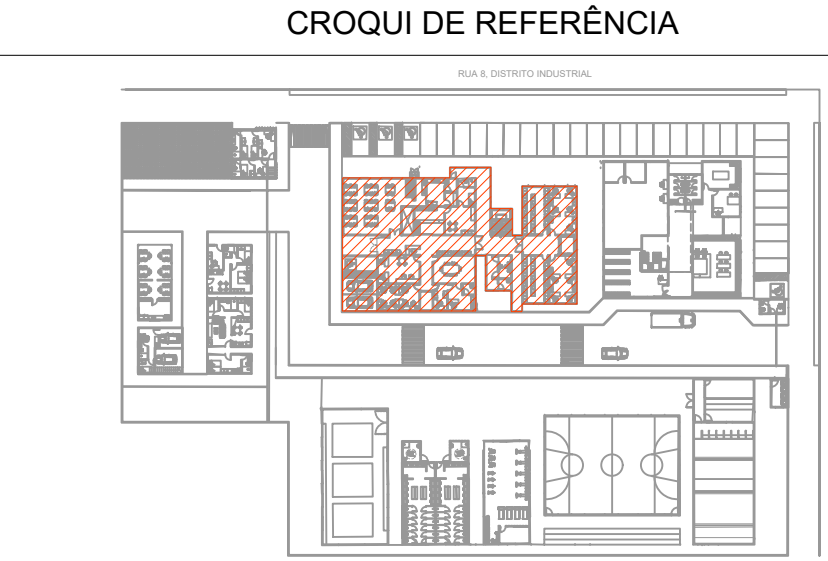 CROQUI DE REFERÊNCIA
RUA 8, DISTRITO INDUSTRIAL